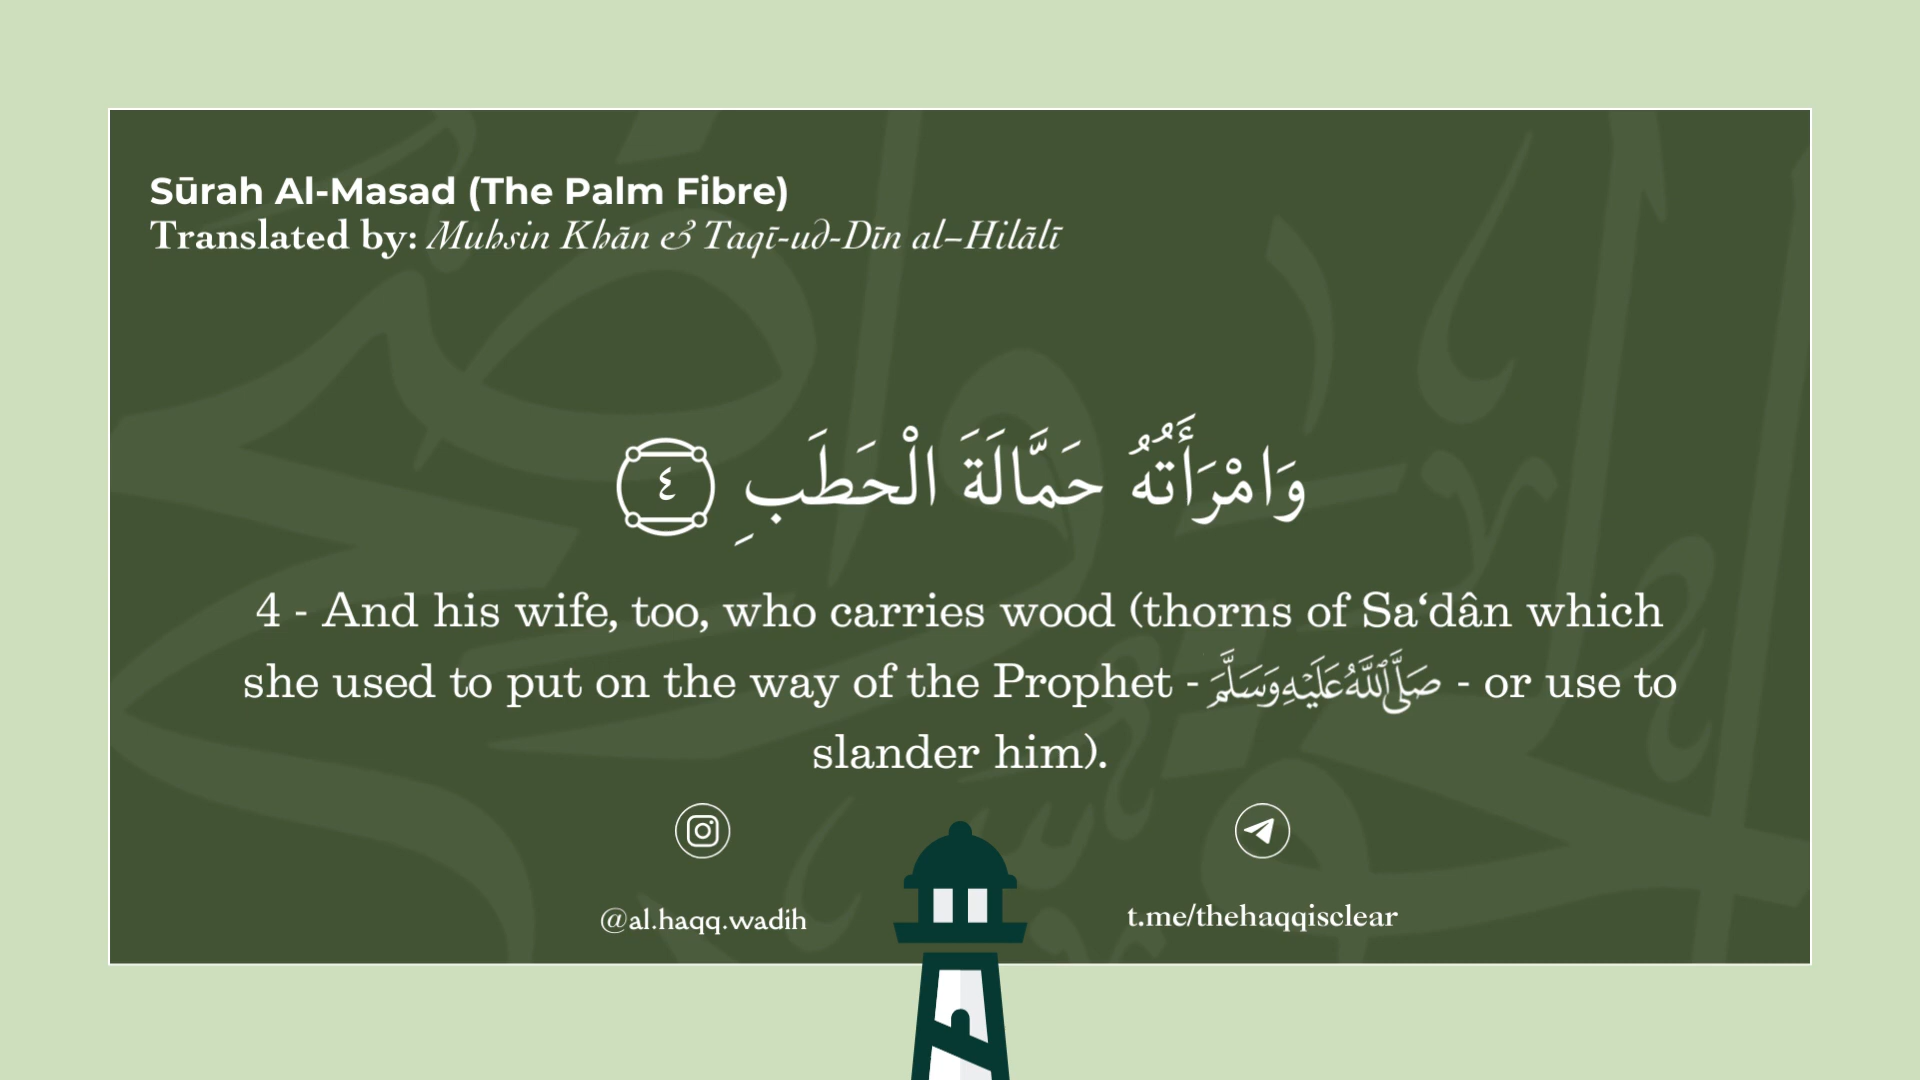 Sūrah Al-Masad (The Palm Fibre)
Translated by: Muhsin Khān & Taqī-ud-Dīn al–Hilālī
وَامْرَأَتُهُ حَمَّالَةَ الْحَطَبِ ٤
4 - And his wife, too, who carries wood (thorns of Sa‘dân which
she used to put on the way of the Prophet - صَلَّى اللَّهُ عَلَيْهِ وَسَلَّمَ - or use to
slander him).
@al.haqq.wadih
t.me/thehaqqisclear